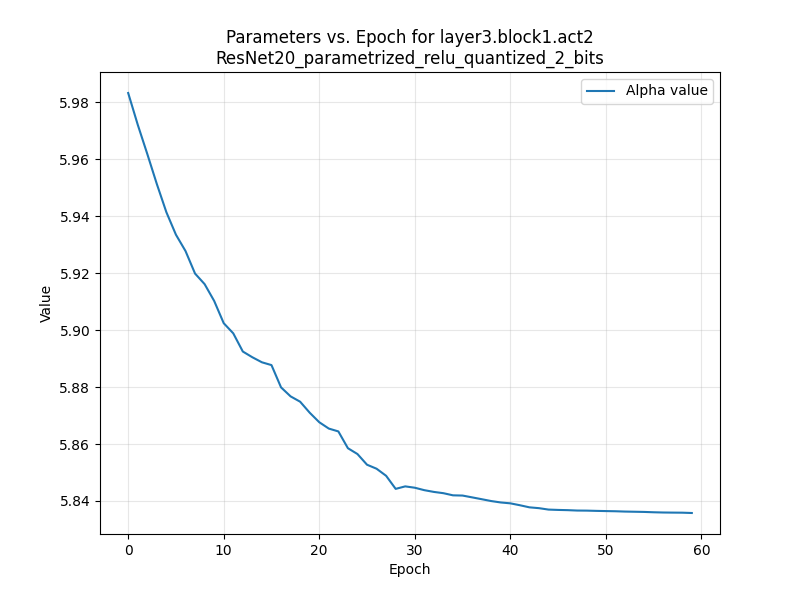 Parameters vs. Epoch for layer3.block1.act2
ResNet20_parametrized_relu_quantized_2_bits
Alpha value
5.98
5.96
5.94
5.92
5.90
5.88
5.86
5.84
Value
0 10 20 30 40 50 60
Epoch